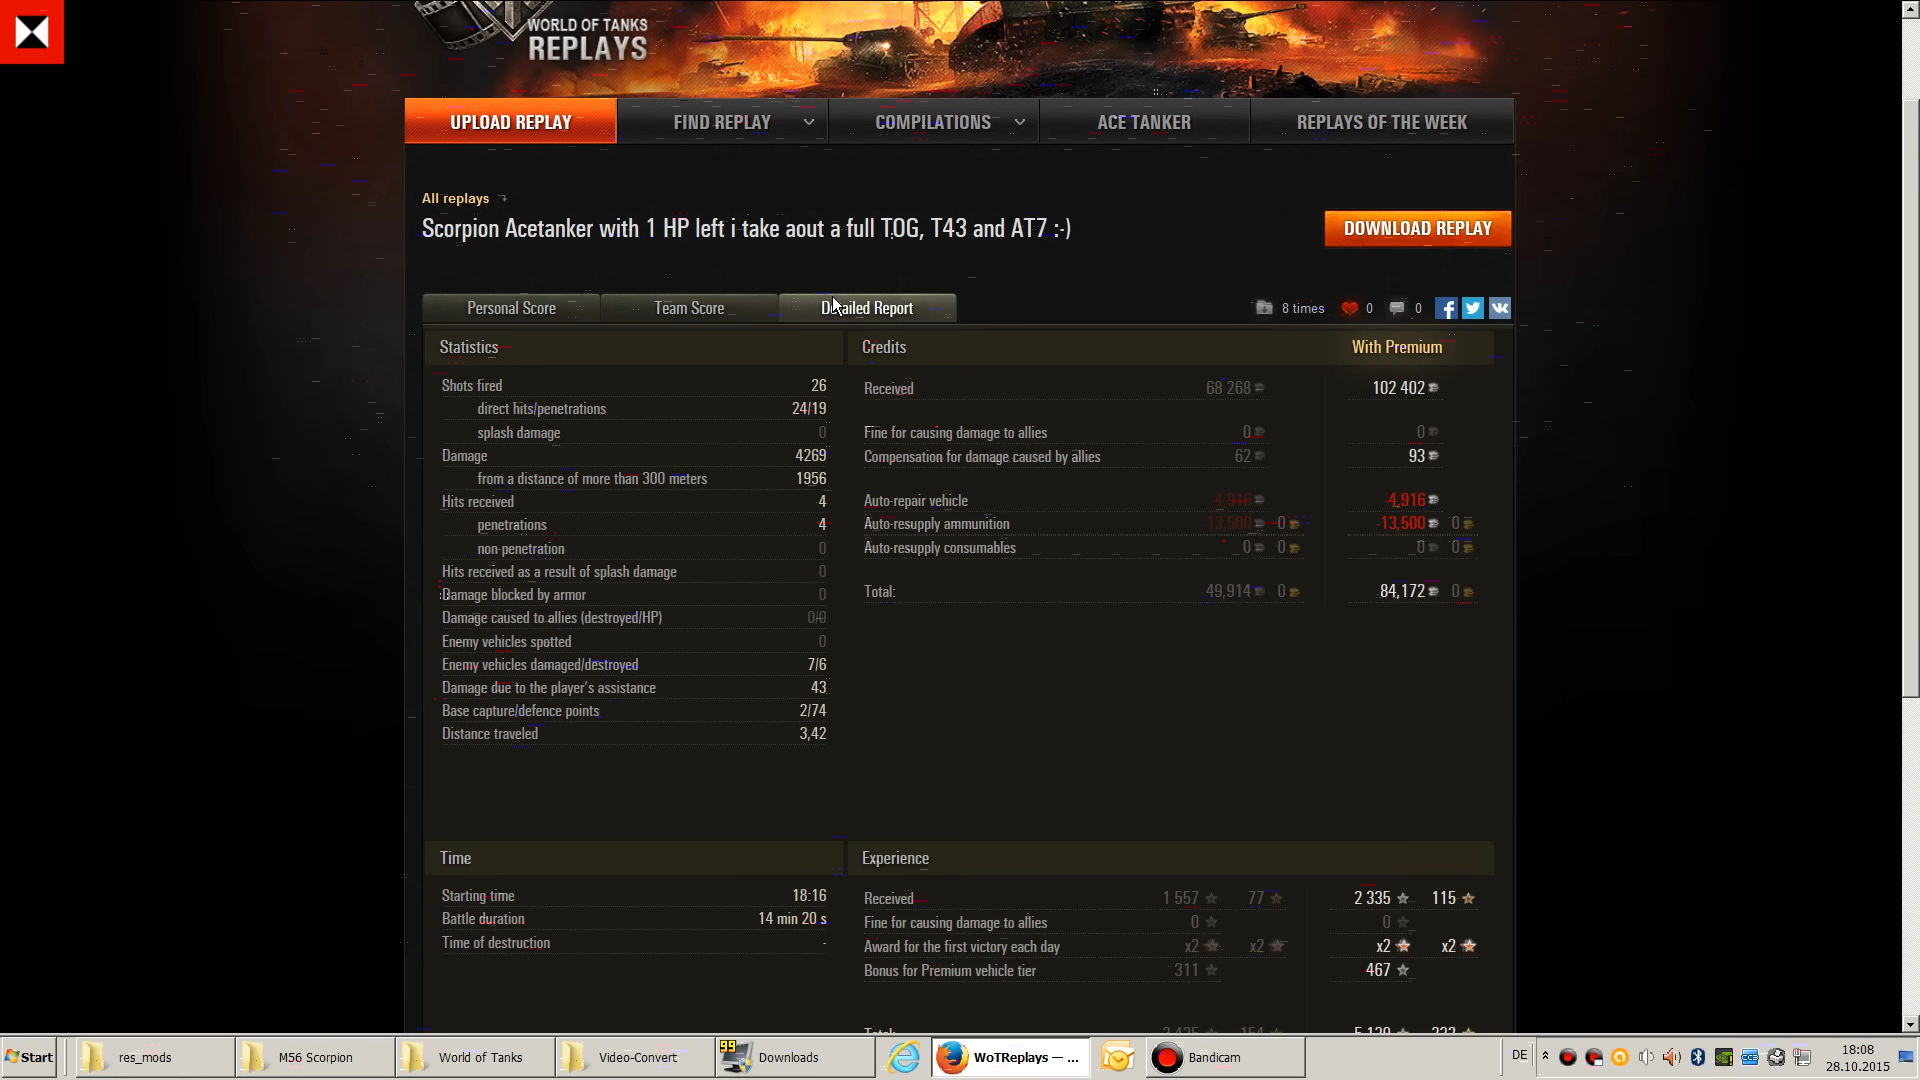 WORLD OF TANKS
REPLAYS
UPLOAD REPLAY FIND REPLAY COMPILATIONS ACE TANKER REPLAYS OF THE WEEK
All replays
Scorpion Acetanker with 1 HP left i take aout a full TOG, T43 and AT7 :-)
DOWNLOAD REPLAY
Personal Score Team Score Detailed Report 8 times 0 0
Statistics
Shots fired 26
direct hits/penetrations 24/19
splash damage 0
Damage 4269
from a distance of more than 300 meters 1956
Hits received 4
penetrations 4
non-penetration 0
Hits received as a result of splash damage 0
Damage blocked by armor 0
Damage caused to allies (destroyed/HP) 0/0
Enemy vehicles spotted 0
Enemy vehicles damaged/destroyed 7/6
Damage due to the player's assistance 43
Base capture/defence points 2/74
Distance traveled 3,42
Credits With Premium
Received 68 268 102 402
Fine for causing damage to allies 0 0
Compensation for damage caused by allies 62 93
Auto-repair vehicle -4,916 -4,916
Auto-resupply ammunition -13,500 0 -13,500 0
Auto-resupply consumables 0 0 0 0
Total: 49,914 0 84,172 0
Time
Starting time 18:16
Battle duration 14 min 20 s
Time of destruction -
Experience
Received 1 557 77 2 335 115
Fine for causing damage to allies 0 0
Award for the first victory each day x2 x2 x2 x2
Bonus for Premium vehicle tier 311 467
Total:
Start res_mods M56 Scorpion World of Tanks Video-Convert 99 Downloads WoTReplays — ... Bandicam DE 18:08
28.10.2015